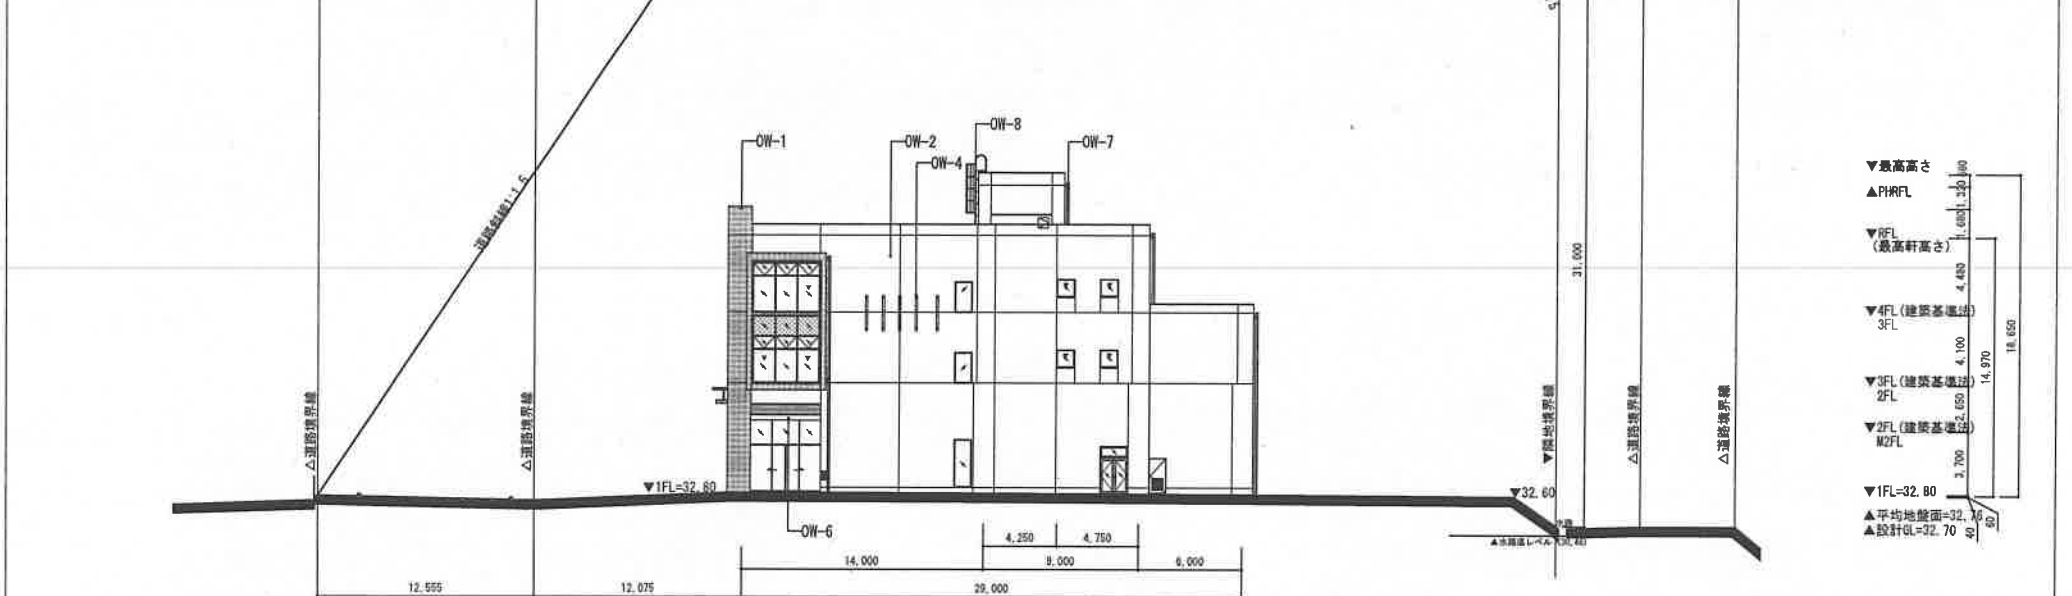 道路斜線1:1.5
OW-1
OW-2
OW-4
OW-8
OW-7
OW-6
△道路境界線
△道路境界線
▼1FL=32.80
▼32.60
水路
▼隣地境界線
△道路境界線
△道路境界線
31,000
4,250
4,750
14,000
9,000
6,000
12,555
12,075
29,000
▼最高高さ
▲PHRFL
▼RFL
(最高軒高さ)
▼4FL(建築基準法)
3FL
▼3FL(建築基準法)
2FL
▼2FL(建築基準法)
M2FL
▼1FL=32.80
▲平均地盤面=32.76
▲設計GL=32.70
1,320
1,680
4,480
4,100
2,650
3,700
14,970
18,650
40
60